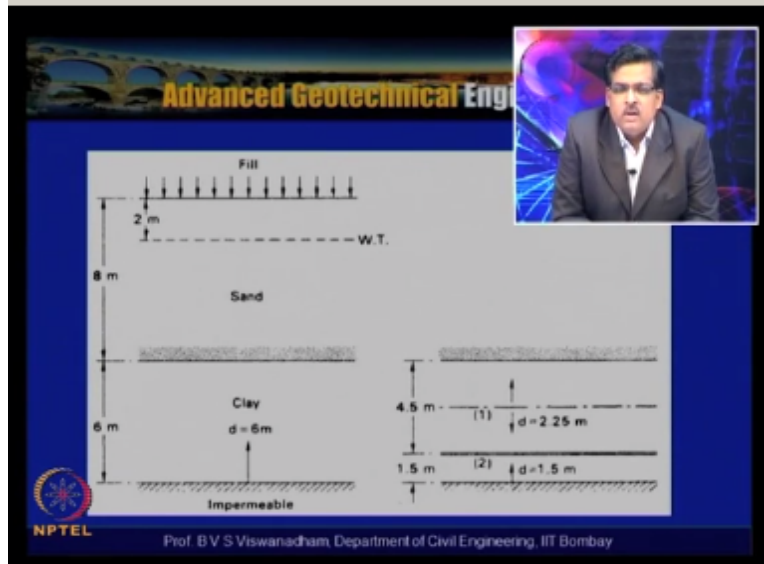 Advanced Geotechnical Engi
Fill
2 m
W.T.
8 m
Sand
Clay
6 m
d = 6m
Impermeable
4.5 m
(1)
d = 2.25 m
1.5 m
(2)
d = 1.5 m
NPTEL
Prof. B V S Viswanadham, Department of Civil Engineering, IIT Bombay